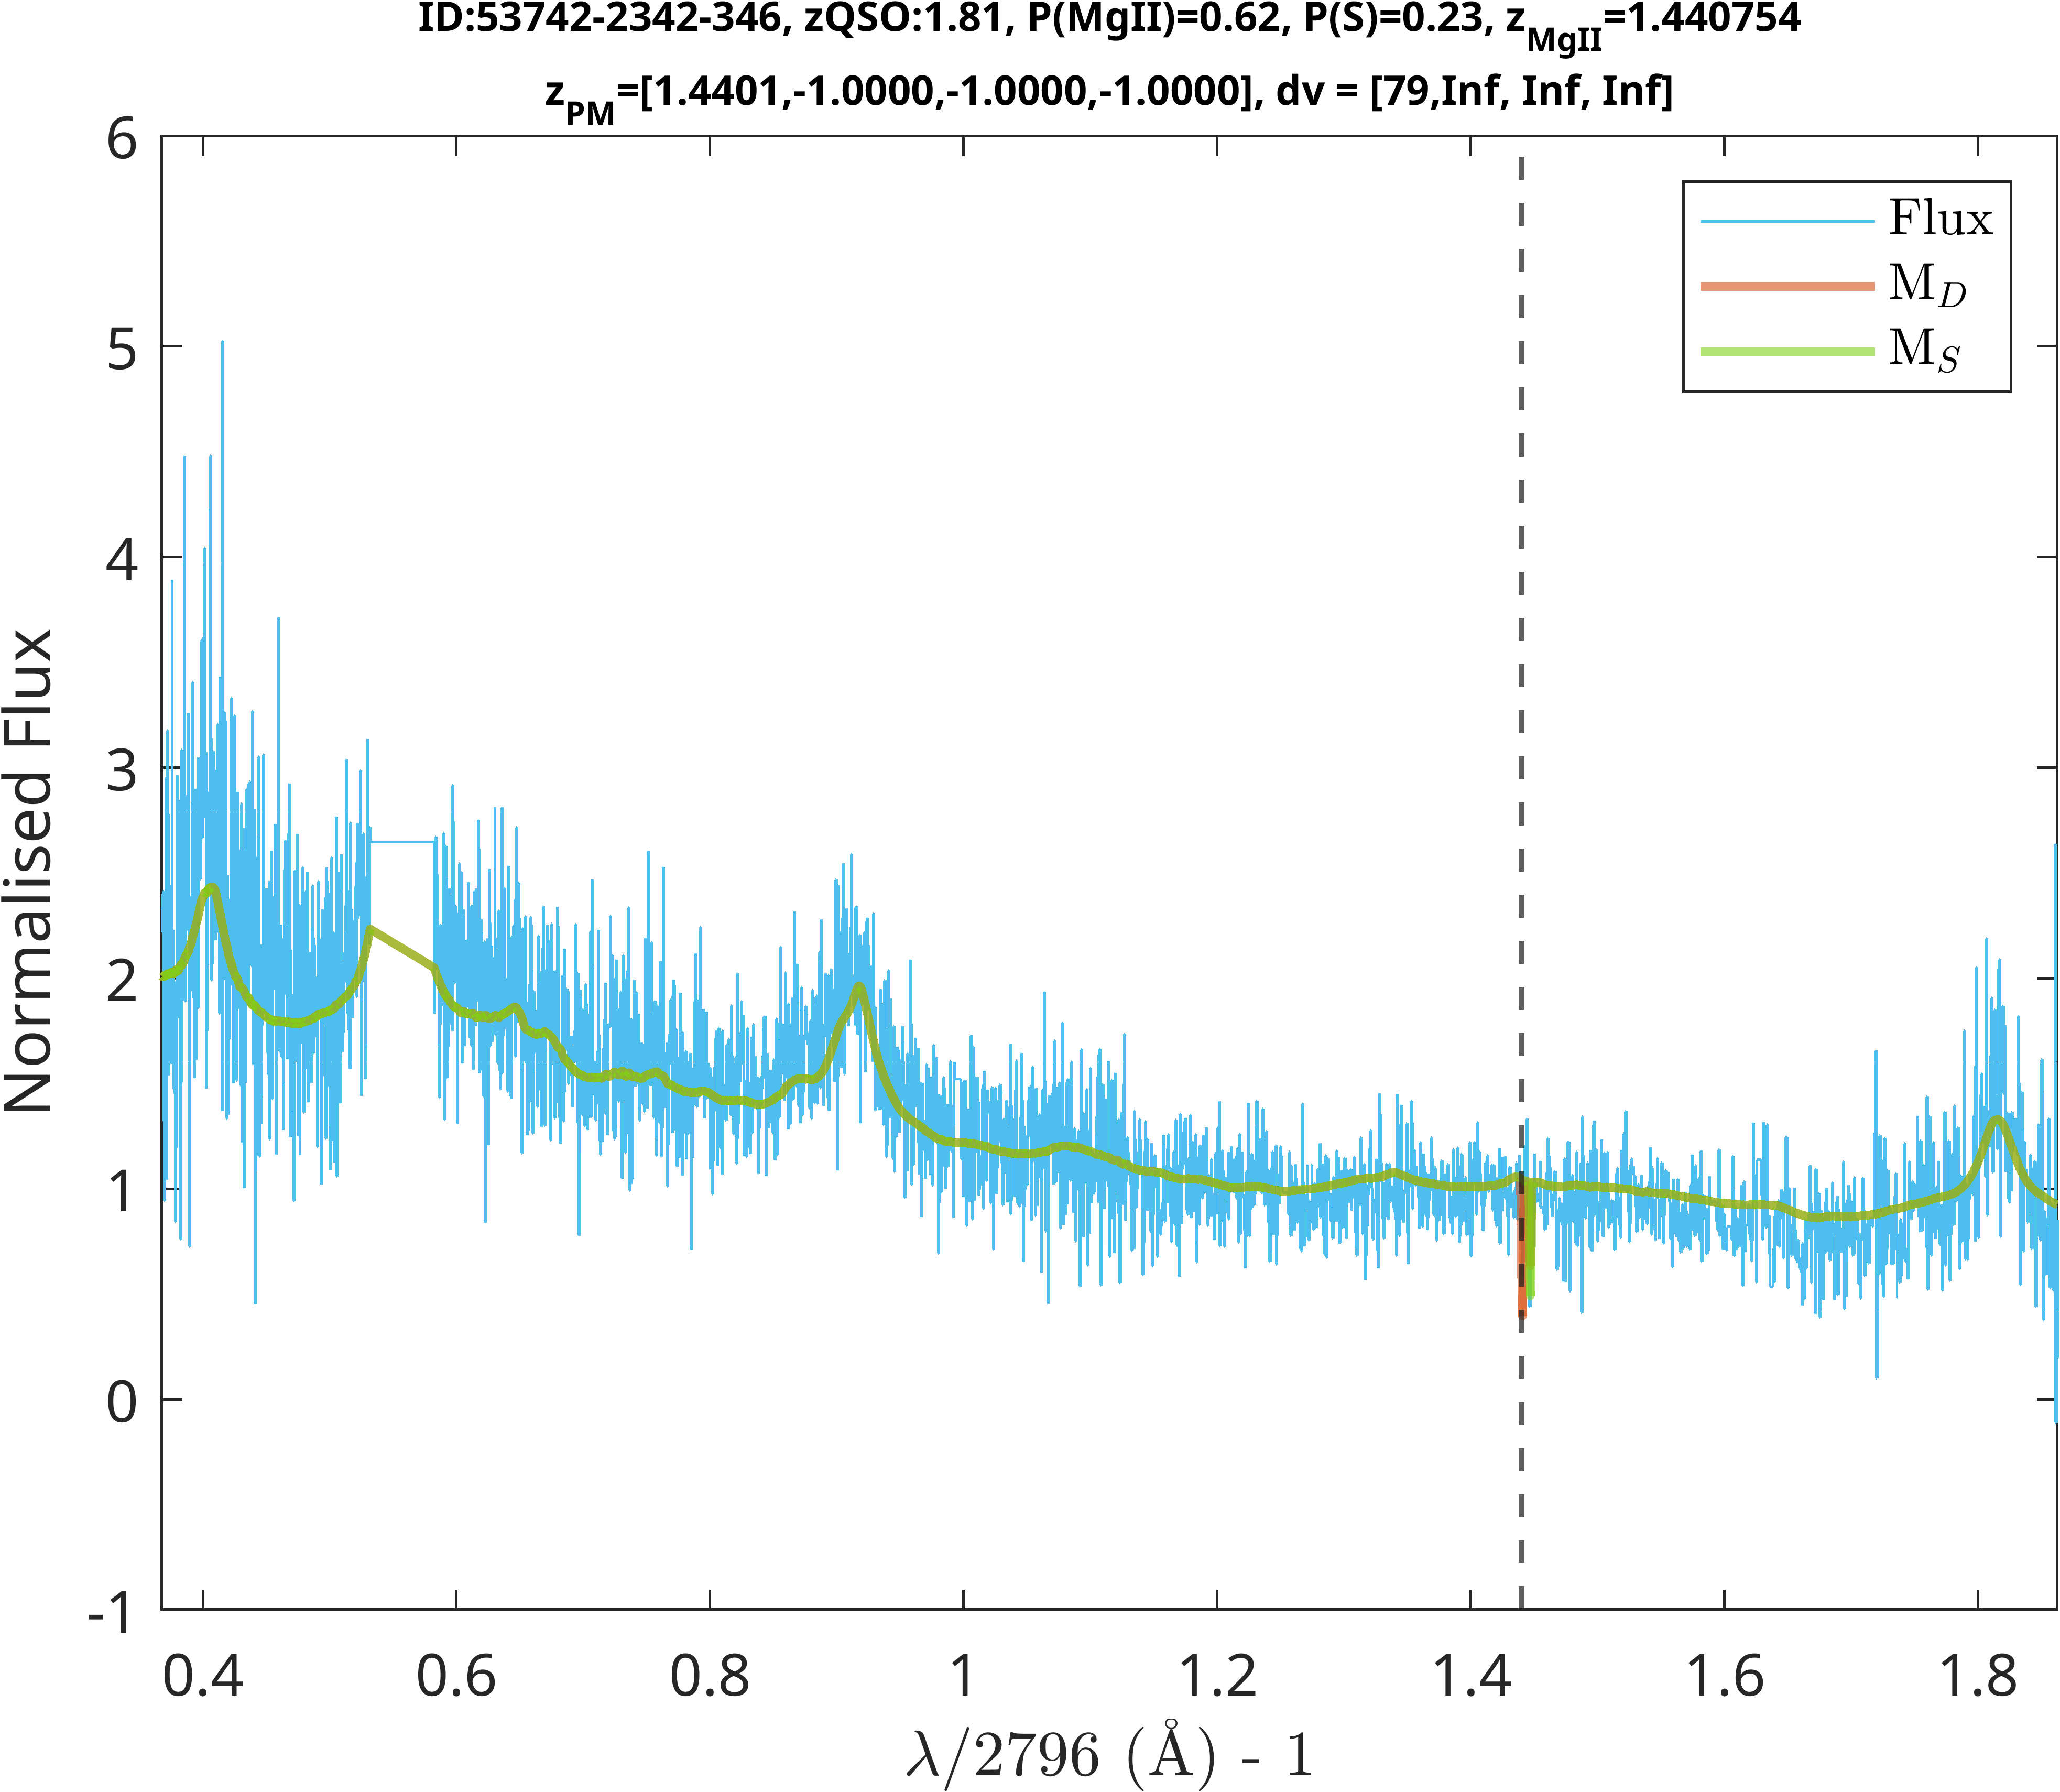 ID:53742-2342-346, zQSO:1.81, P(MgII)=0.62, P(S)=0.23, zMgII=1.440754
zPM=[1.4401,-1.0000,-1.0000,-1.0000], dv = [79,Inf, Inf, Inf]
6
5
4
3
2
1
0
-1
Normalised Flux
Flux
MD
MS
0.4 0.6 0.8 1 1.2 1.4 1.6 1.8
λ/2796 (Å) - 1